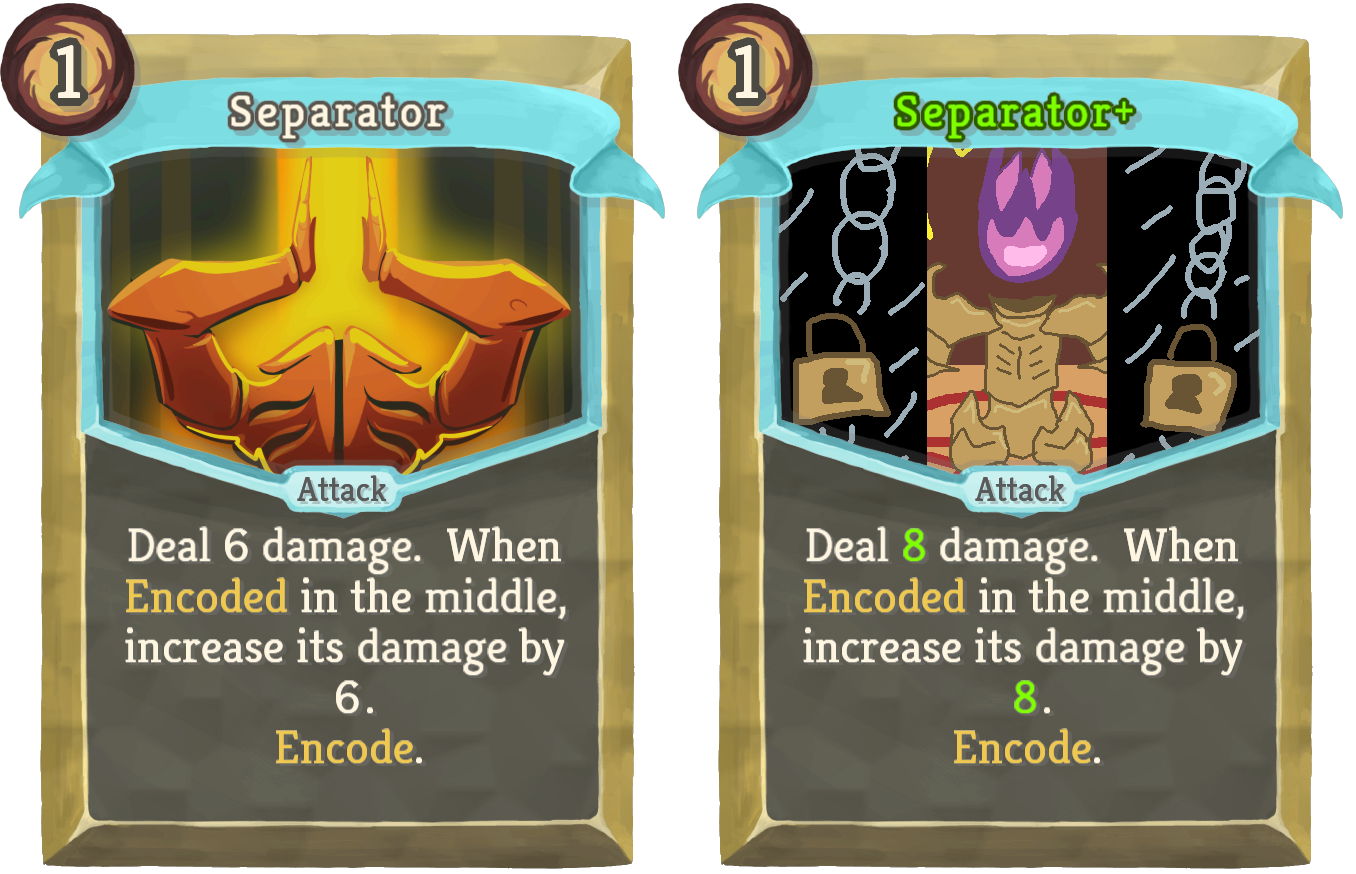 1
Separator
Attack
Deal 6 damage.  When
Encoded in the middle,
increase its damage by
6.
Encode.
1
Separator+
Attack
Deal 8 damage.  When
Encoded in the middle,
increase its damage by
8.
Encode.